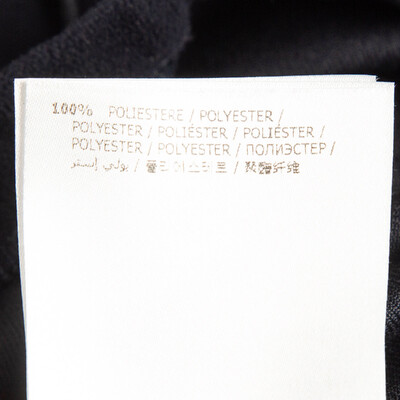 100% POLIESTERE / POLYESTER /
POLYESTER / POLIÉSTER / POLIÉSTER /
POLYESTER / POLYESTER / ПОЛИЭСТЕР /
بولي إستر / 폴리에스테르 / 聚酯纤维